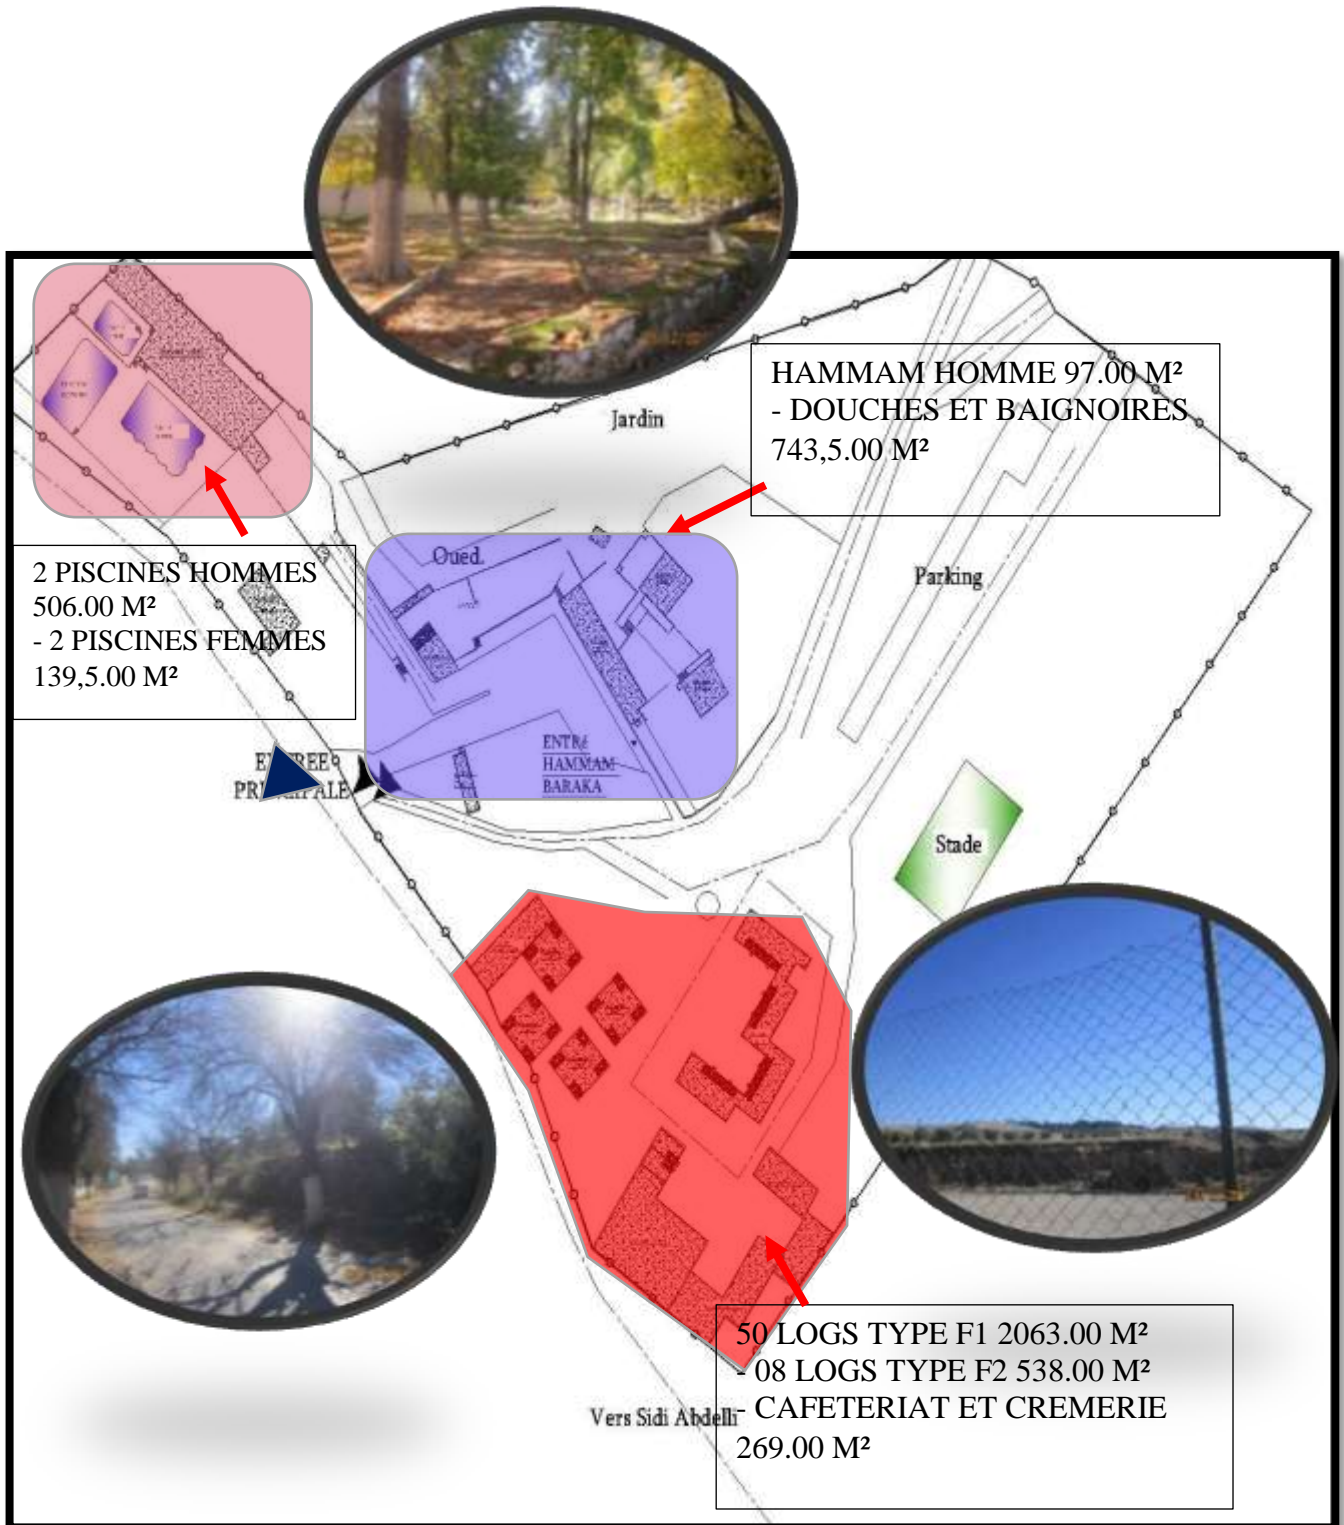 HAMMAM HOMME 97.00 M²
- DOUCHES ET BAIGNOIRES
743,5.00 M²
Jardin
Oued.
Parking
2 PISCINES HOMMES
506.00 M²
- 2 PISCINES FEMMES
139,5.00 M²
ENTRé
HAMMAM
BARAKA
Stade
50 LOGS TYPE F1 2063.00 M²
- 08 LOGS TYPE F2 538.00 M²
- CAFETERIAT ET CREMERIE
269.00 M²
Vers Sidi Abdelli